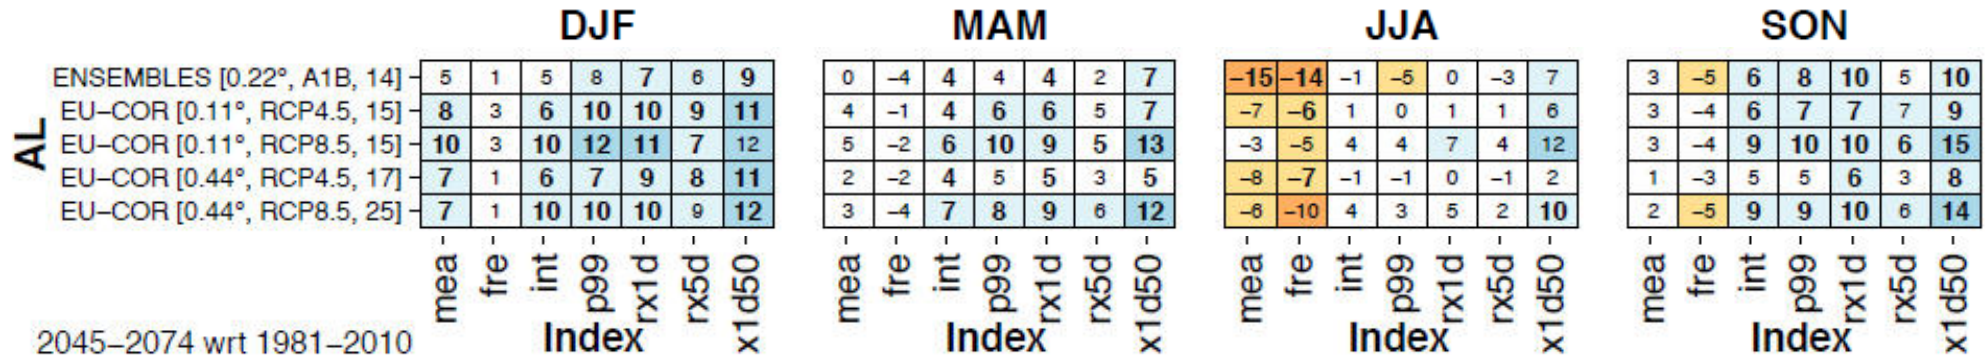 DJF MAM JJA SON
AL
ENSEMBLES [0.22°, A1B, 14] 5 1 5 8 7 6 9 0 −4 4 4 4 2 7 −15 −14 −1 −5 0 −3 7 3 −5 6 8 10 5 10
EU−COR [0.11°, RCP4.5, 15] 8 3 6 10 10 9 11 4 −1 4 6 6 5 7 −7 −6 1 0 1 1 6 3 −4 6 7 7 7 9
EU−COR [0.11°, RCP8.5, 15] 10 3 10 12 11 7 12 5 −2 6 10 9 5 13 −3 −5 4 4 7 4 12 3 −4 9 10 10 6 15
EU−COR [0.44°, RCP4.5, 17] 7 1 6 7 9 8 11 2 −2 4 5 5 3 5 −8 −7 −1 −1 0 −1 2 1 −3 5 5 6 3 8
EU−COR [0.44°, RCP8.5, 25] 7 1 10 10 10 9 12 3 −4 7 8 9 6 12 −6 −10 4 3 5 2 10 2 −5 9 9 10 6 14
mea fre int p99 rx1d rx5d x1d50 mea fre int p99 rx1d rx5d x1d50 mea fre int p99 rx1d rx5d x1d50 mea fre int p99 rx1d rx5d x1d50
2045−2074 wrt 1981−2010 Index Index Index Index